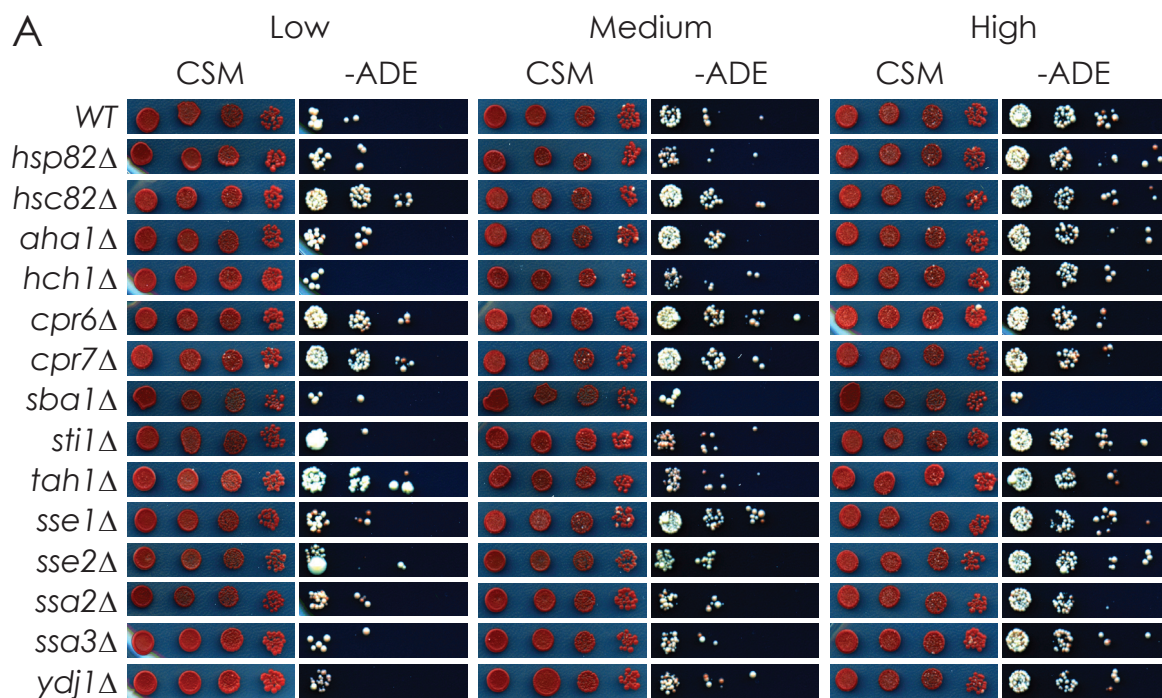 A
Low Medium High
CSM -ADE CSM -ADE CSM -ADE
WT
hsp82Δ
hsc82Δ
aha1Δ
hch1Δ
cpr6Δ
cpr7Δ
sba1Δ
sti1Δ
tah1Δ
sse1Δ
sse2Δ
ssa2Δ
ssa3Δ
ydj1Δ